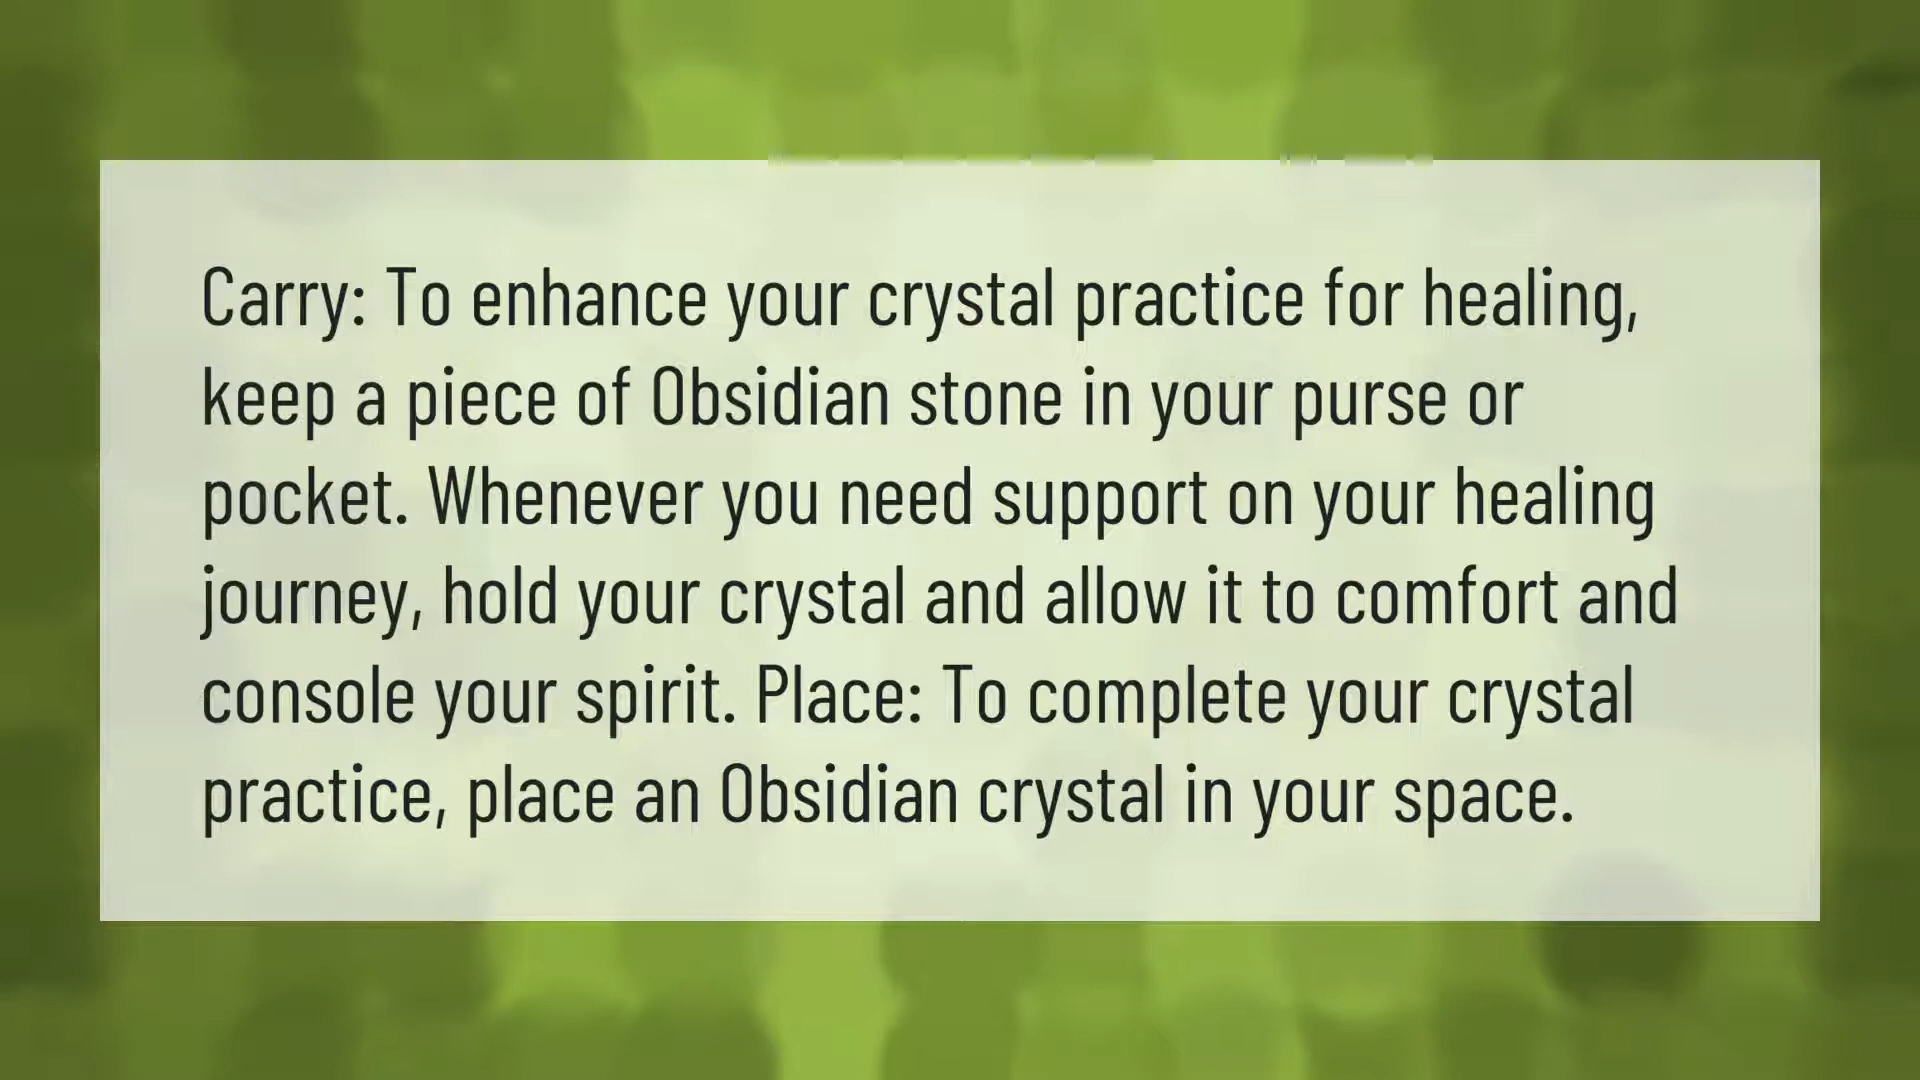 Carry: To enhance your crystal practice for healing,
keep a piece of Obsidian stone in your purse or
pocket. Whenever you need support on your healing
journey, hold your crystal and allow it to comfort and
console your spirit. Place: To complete your crystal
practice, place an Obsidian crystal in your space.